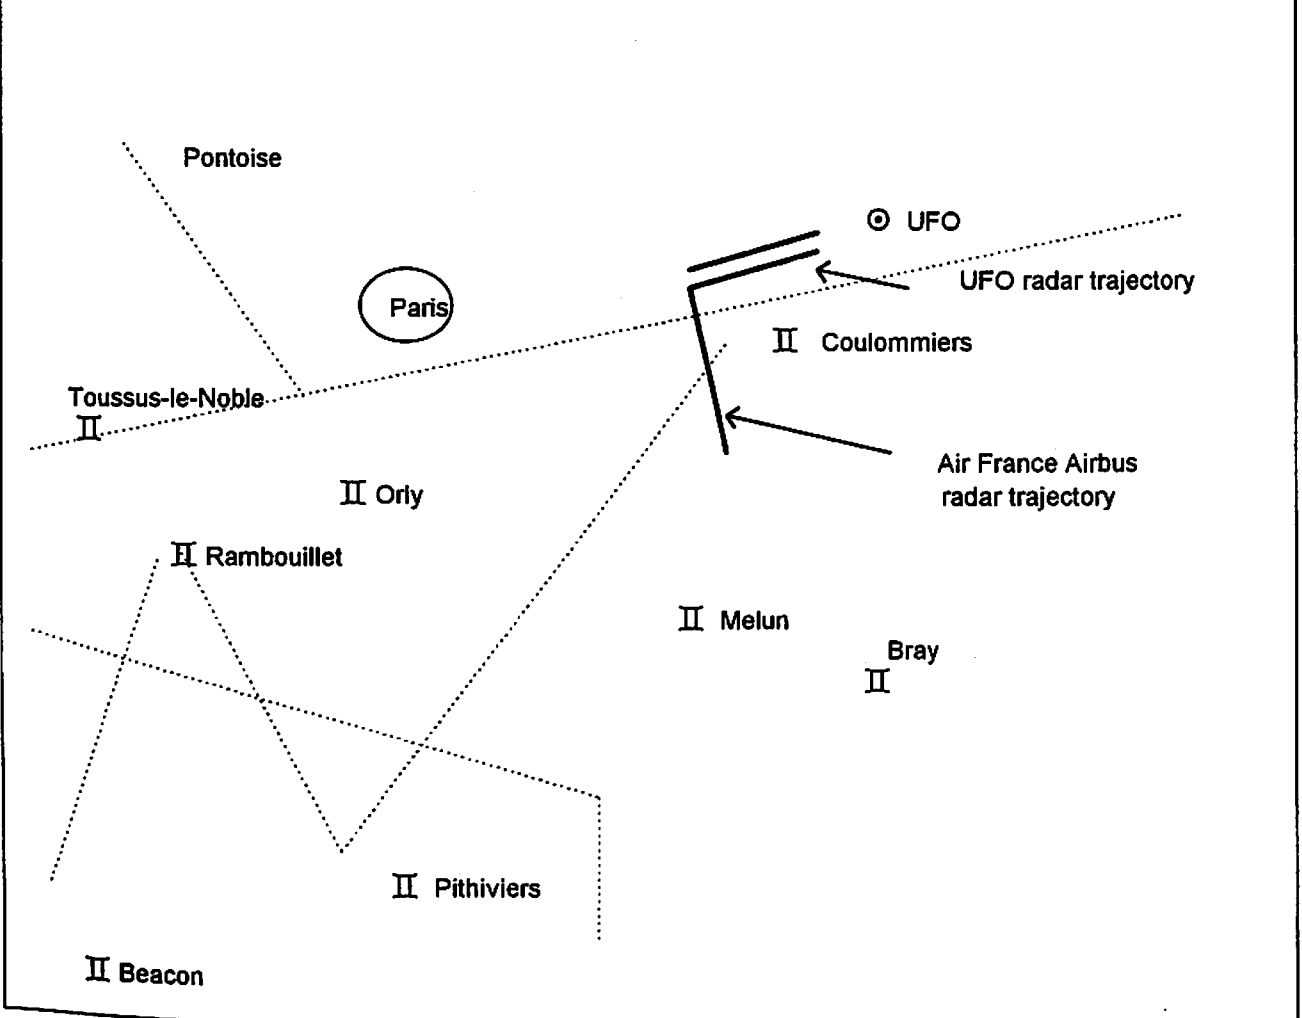 Pontoise
UFO
Paris
UFO radar trajectory
Coulommiers
Toussus-le-Noble
Air France Airbus
radar trajectory
Orly
Rambouillet
Melun
Bray
Pithiviers
Beacon